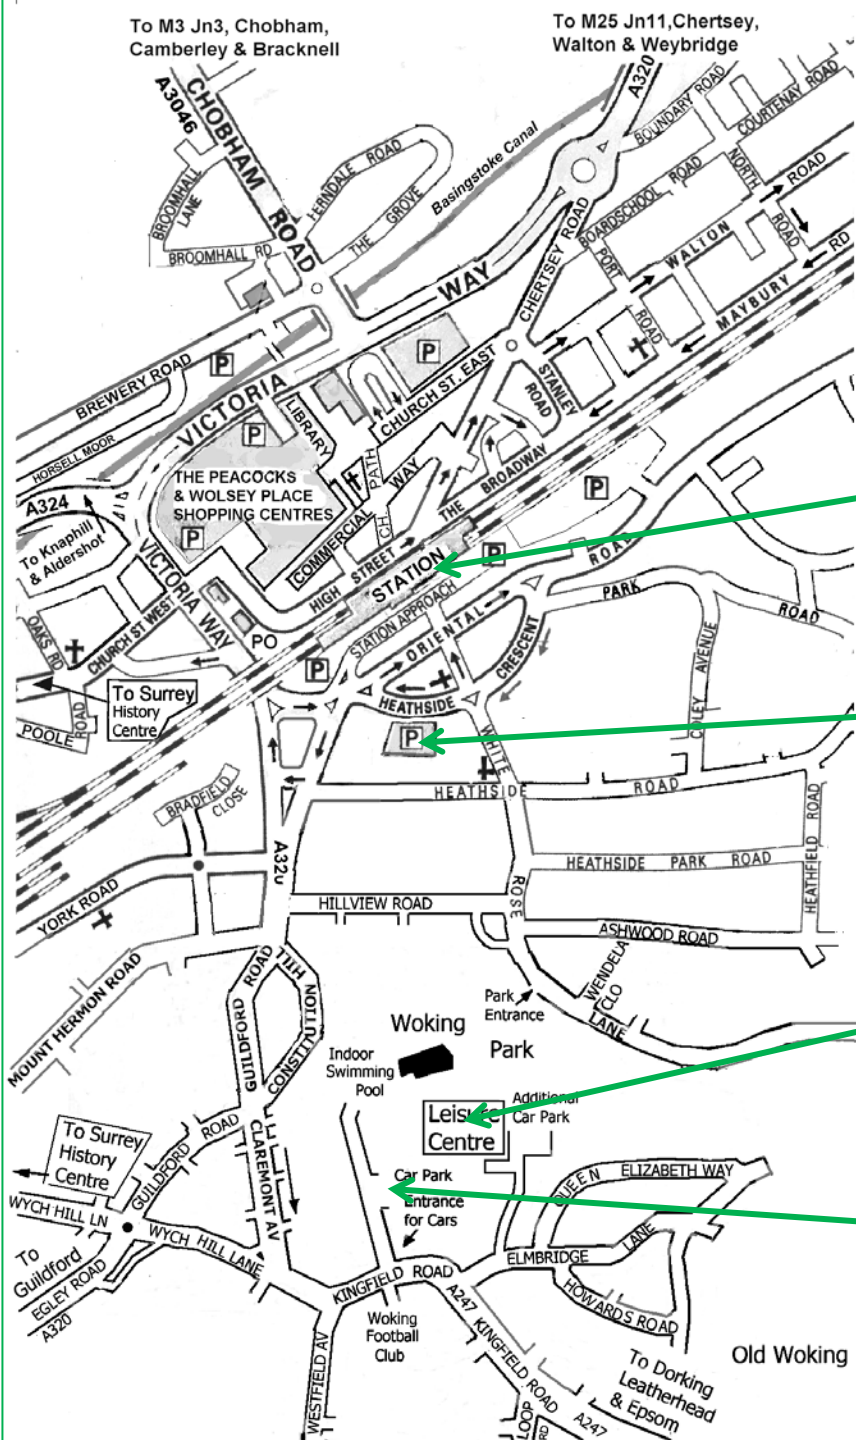 To M3 Jn3, Chobham,
Camberley & Bracknell
To M25 Jn11,Chertsey,
Walton & Weybridge
A3046
CHOBHAM ROAD
A320
BOUNDARY ROAD
COURTENAY ROAD
BROOMHALL
LANE
BROOMHALL RD
FERNDALE ROAD
THE GROVE
Basingstoke Canal
BOARDSCHOOL ROAD
NORTH
ROAD
WALTON
ROAD
PORT
ROAD
MAYBURY
RD
CHERTSEY ROAD
WAY
VICTORIA
BREWERY ROAD
P
P
P
HORSELL MOOR
A324
To Knaphill
& Aldershot
LIBRARY
CHURCH ST. EAST
STANLEY
ROAD
THE PEACOCKS
& WOLSEY PLACE
SHOPPING CENTRES
P
CH. PATH
COMMERCIAL WAY
THE BROADWAY
HIGH STREET
STATION
P
P
VICTORIA WAY
CHURCH ST WEST
OAKS RD
PO
STATION APPROACH
ORIENTAL
ROAD
CRESCENT
PARK
ROAD
P
HEATHSIDE
To Surrey
History
Centre
POOLE
ROAD
P
WHITE
COLEY AVENUE
BRADFIELD
CLOSE
HEATHSIDE ROAD
A320
HEATHSIDE PARK ROAD
HEATHFIELD ROAD
YORK ROAD
HILLVIEW ROAD
ROSE
ASHWOOD ROAD
WENDELA
CLO
LANE
MOUNT HERMON ROAD
GUILDFORD ROAD
CONSTITUTION HILL
Park
Entrance
Woking
Park
Indoor
Swimming
Pool
Leisure
Centre
Additional
Car Park
To Surrey
History
Centre
GUILDFORD ROAD
CLAREMONT AV
Car Park
Entrance
for Cars
QUEEN ELIZABETH WAY
WYCH HILL LN
WYCH HILL LANE
To
Guildford
EGLEY ROAD
A320
KINGFIELD ROAD
ELMBRIDGE LANE
HOWARDS ROAD
A247
KINGFIELD ROAD
Woking
Football
Club
WESTFIELD AV
Old Woking
To Dorking
Leatherhead
& Epsom
LOOP
RD
A247